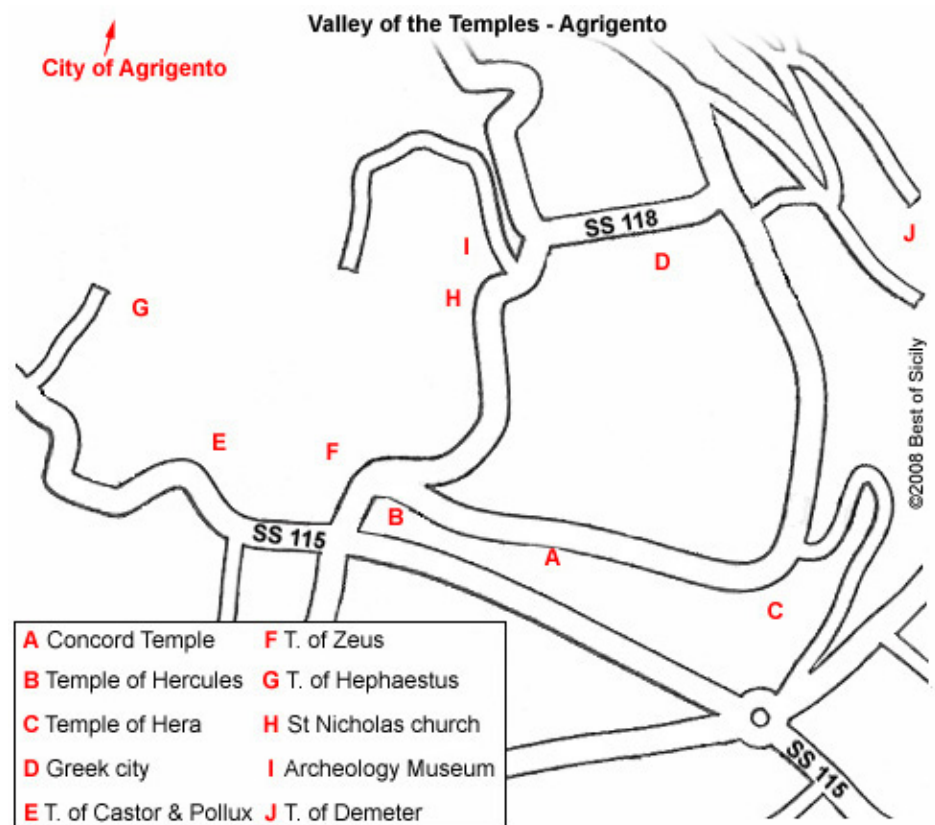 Valley of the Temples - Agrigento
City of Agrigento
SS 118
J
I
D
H
G
©2008 Best of Sicily
E
F
B
SS 115
A
C
A Concord Temple
B Temple of Hercules
C Temple of Hera
D Greek city
E T. of Castor & Pollux
F T. of Zeus
G T. of Hephaestus
H St Nicholas church
I Archeology Museum
J T. of Demeter
SS 115